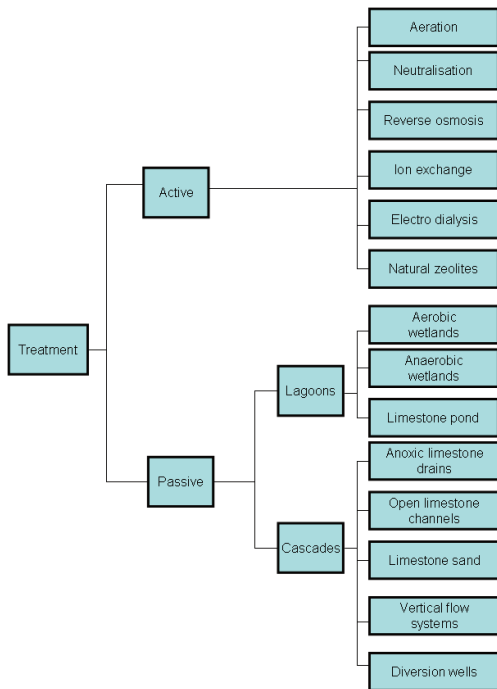 Aeration
Neutralisation
Reverse osmosis
Ion exchange
Active
Electro dialysis
Natural zeolites
Treatment
Aerobic
wetlands
Anaerobic
wetlands
Lagoons
Limestone pond
Passive
Anoxic limestone
drains
Open limestone
channels
Cascades
Limestone sand
Vertical flow
systems
Diversion wells